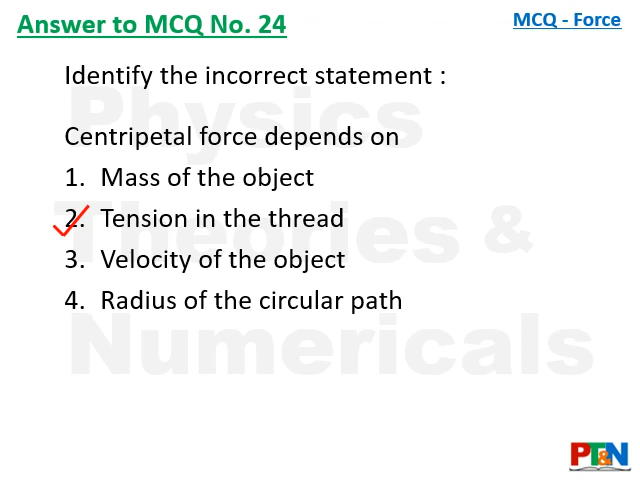 Answer to MCQ No. 24
MCQ - Force
Identify the incorrect statement :
Centripetal force depends on
1. Mass of the object
2. Tension in the thread
3. Velocity of the object
4. Radius of the circular path
Physics
Theories &
Numericals
PT&N